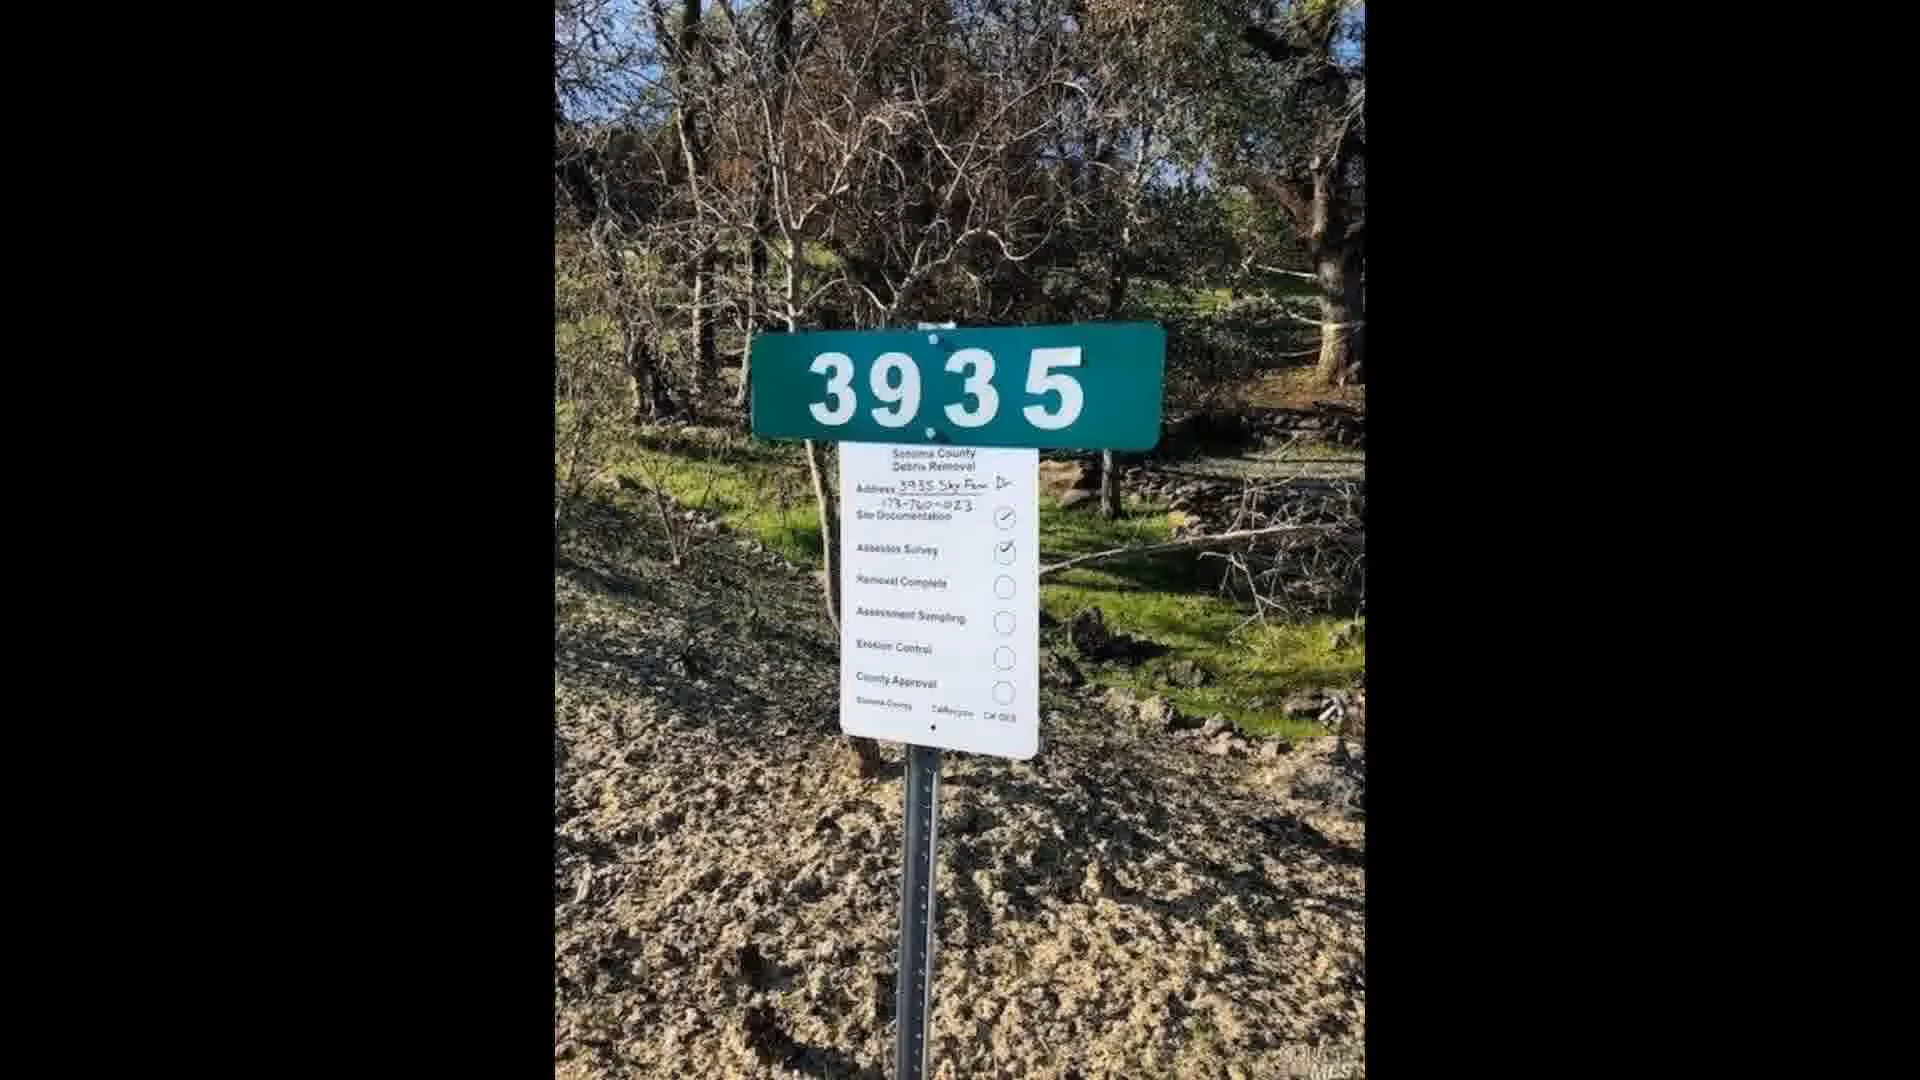 3935
Sonoma County
Debris Removal
Address 3935 Sky Farm Dr
173-760-023
Site Documentation
Asbestos Survey
Removal Complete
Assessment Sampling
Erosion Control
County Approval
Sonoma County CalRecycle Cal OES
MLS